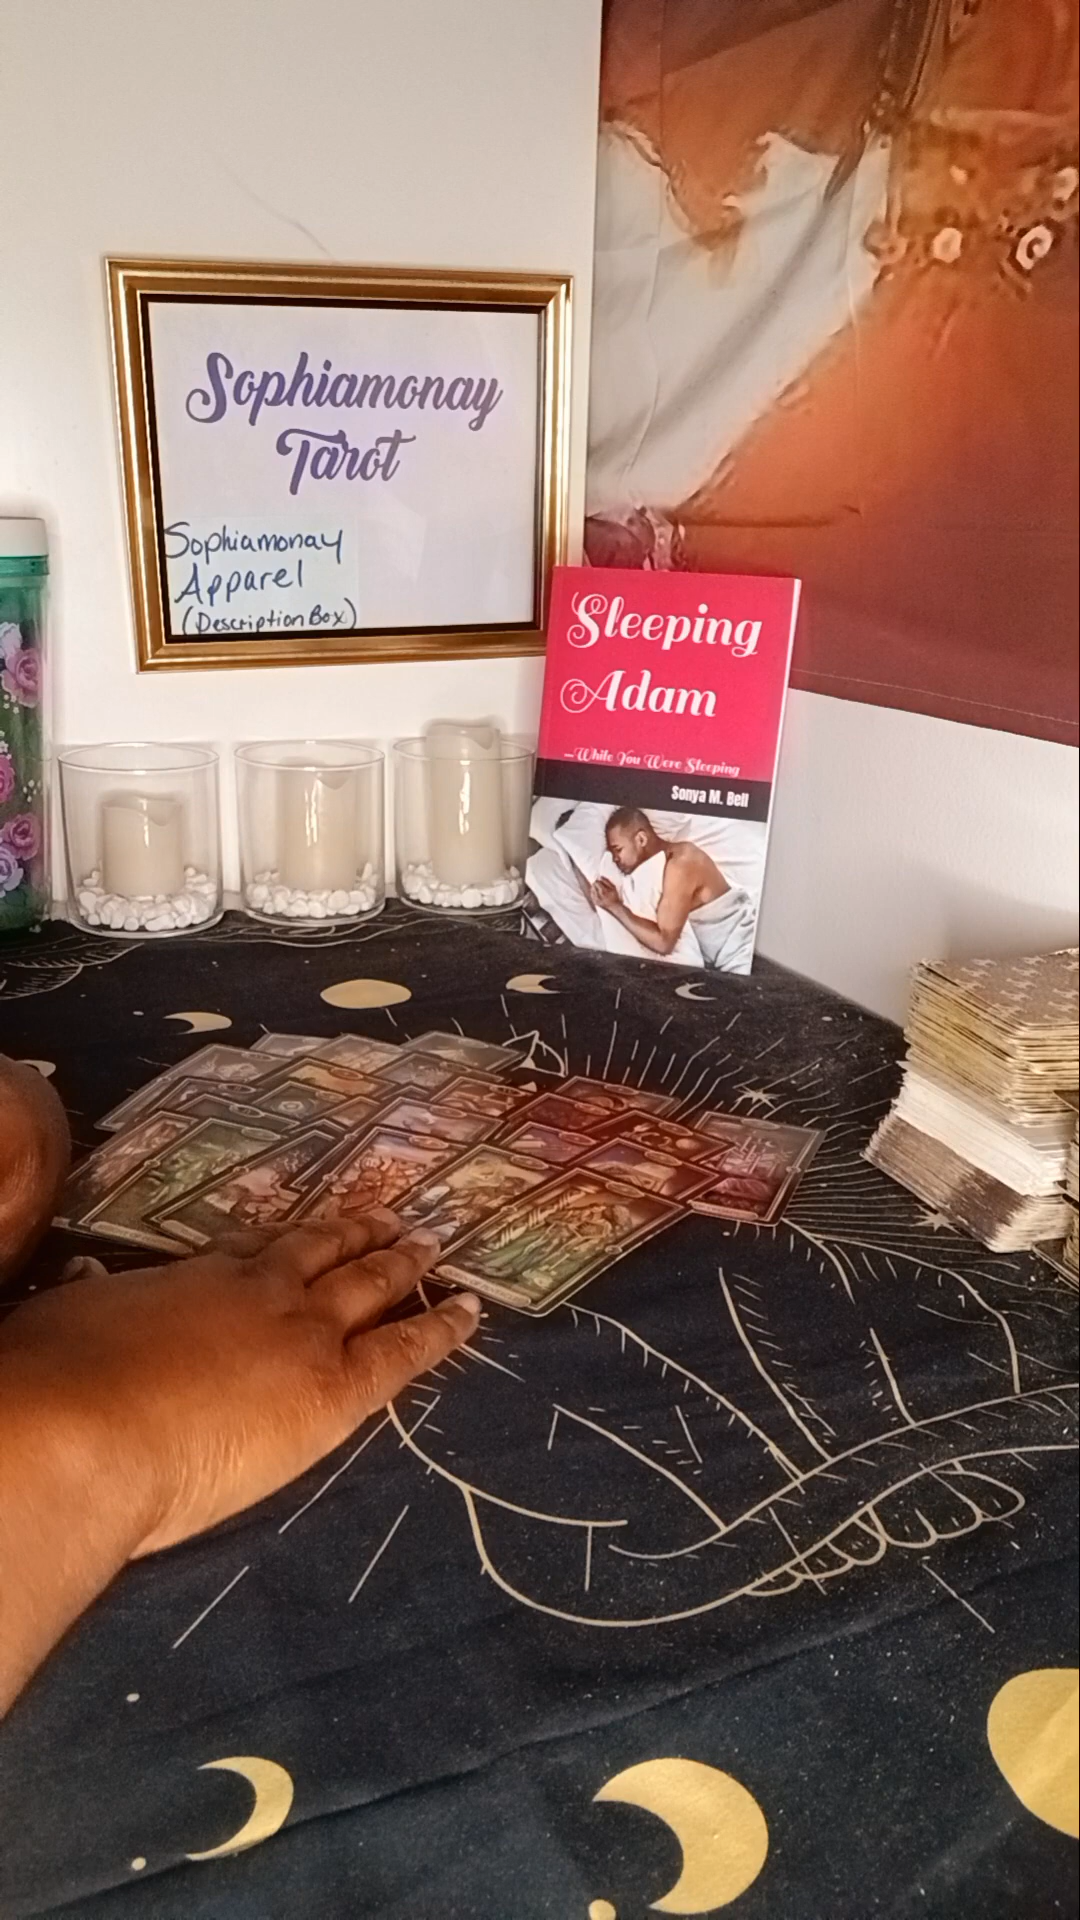 Sophiamonay
Tarot
Sophiamonay
Apparel
(Description Box)
Sleeping
Adam
...While You Were Sleeping
Sonya M. Bell